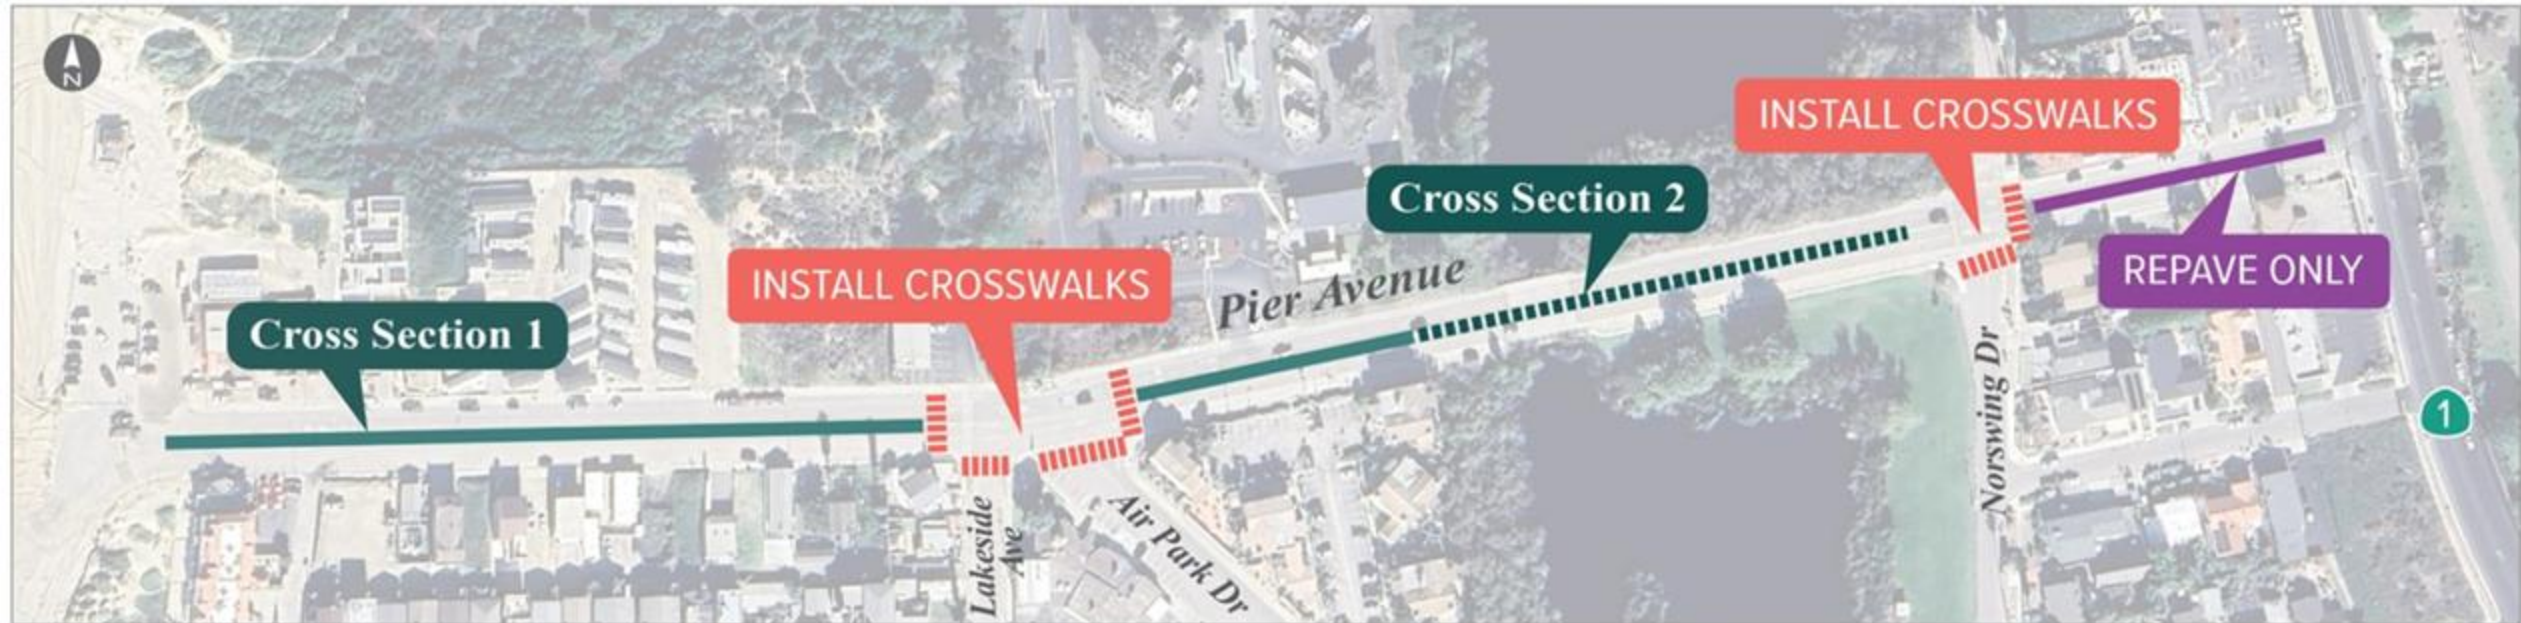 N
INSTALL CROSSWALKS
Cross Section 2
Pier Avenue
INSTALL CROSSWALKS
REPAVE ONLY
Cross Section 1
Norswing Dr
1
Lakeside
Ave
Air Park Dr